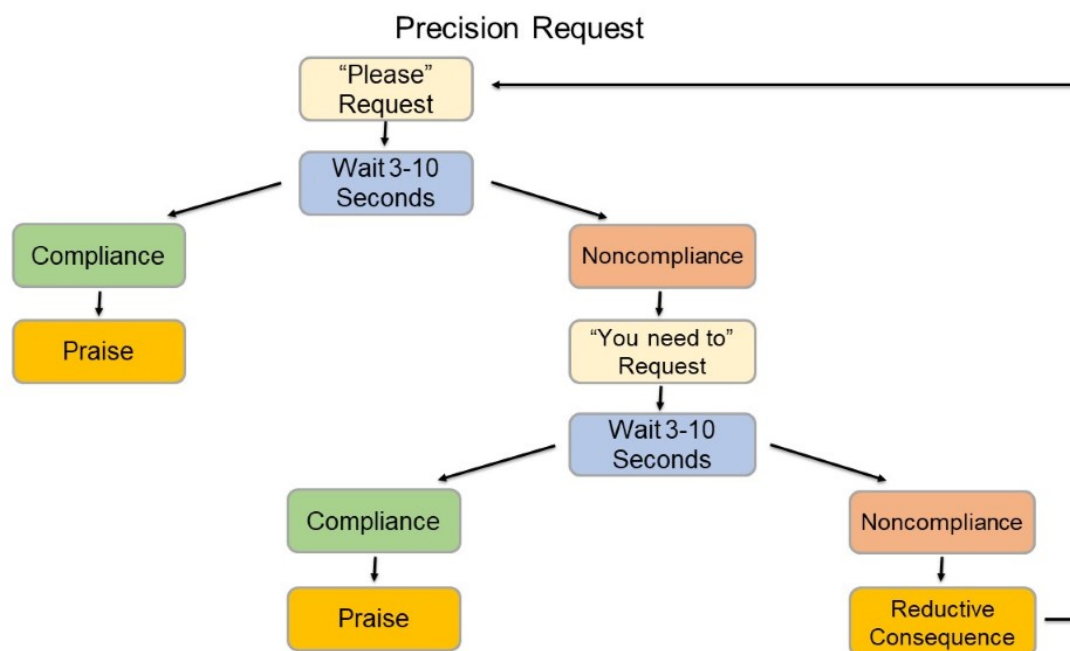 Precision Request
“Please”
Request
Wait 3-10
Seconds
Compliance
Noncompliance
Praise
“You need to”
Request
Wait 3-10
Seconds
Compliance
Noncompliance
Praise
Reductive
Consequence